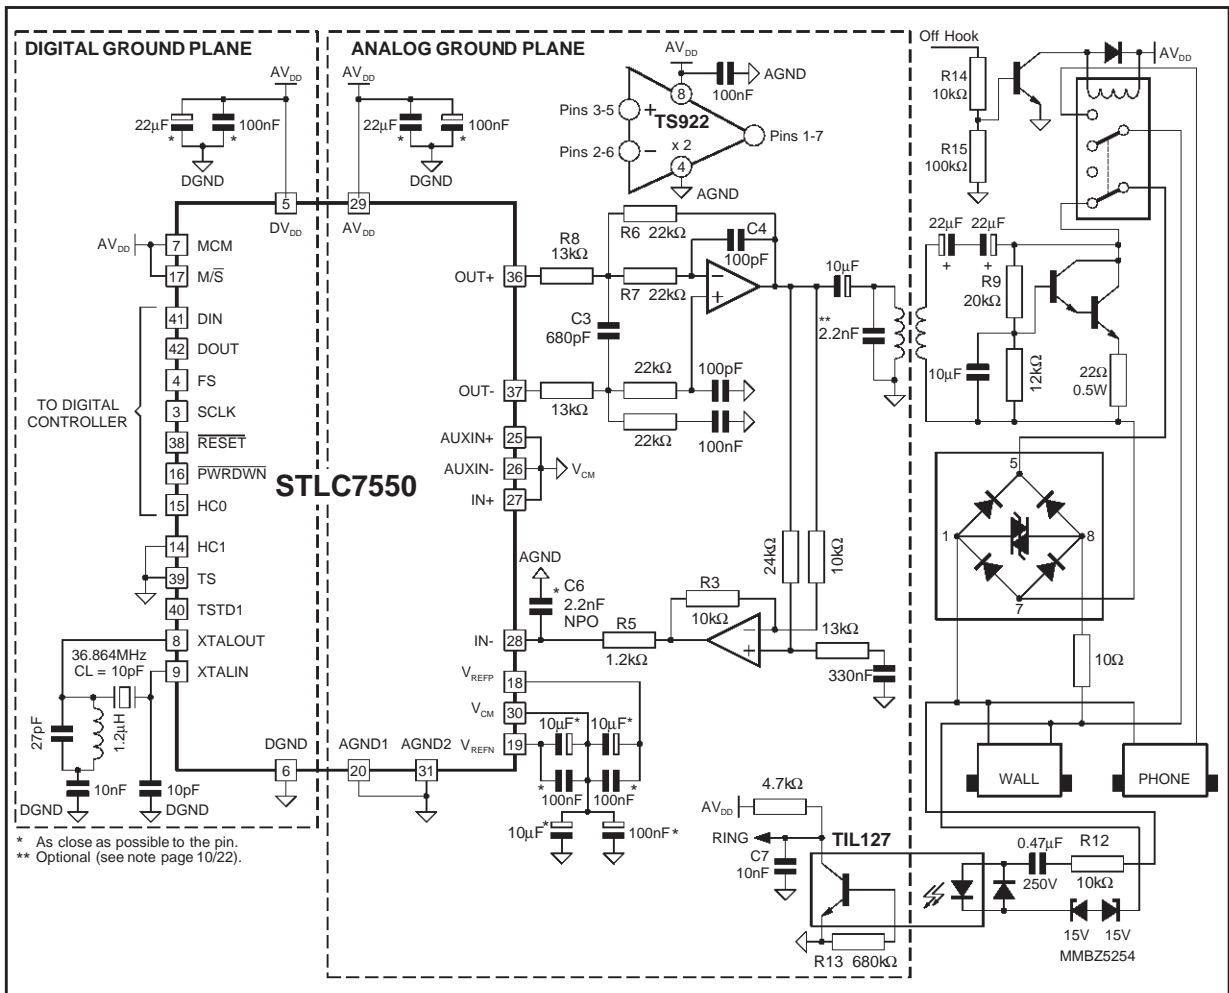 DIGITAL GROUND PLANE
ANALOG GROUND PLANE
AVDD
22μF
*
100nF
*
DGND
AVDD
22μF
*
100nF
*
DGND
AVDD
100nF
AGND
8
Pins 3-5
+
TS922
Pins 2-6
−
x 2
4
AGND
Pins 1-7
Off Hook
R14
10kΩ
R15
100kΩ
AVDD
5
DVDD
29
AVDD
AVDD
7
MCM
17
M/S
41
DIN
42
DOUT
4
FS
3
SCLK
38
RESET
16
PWRDWN
15
HC0
TO DIGITAL
CONTROLLER
14
HC1
39
TS
40
TSTD1
8
XTALOUT
9
XTALIN
STLC7550
36.864MHz
CL = 10pF
27pF
1.2μH
10nF
10pF
DGND
DGND
DGND
6
AGND1
20
AGND2
31
OUT+
36
R8
13kΩ
R6
22kΩ
R7
22kΩ
C4
100pF
−
+
C3
680pF
OUT-
37
13kΩ
22kΩ
100pF
22kΩ
100nF
AUXIN+
25
AUXIN-
26
IN+
27
VCM
10μF
**
2.2nF
22μF
+
22μF
+
R9
20kΩ
10μF
12kΩ
22Ω
0.5W
AGND
*
C6
2.2nF
NPO
IN-
28
R5
1.2kΩ
R3
10kΩ
−
+
24kΩ
10kΩ
13kΩ
330nF
VREFP
18
VCM
30
VREFN
19
10μF*
10μF*
*
100nF
*
100nF
10μF*
100nF*
5
1
8
7
10Ω
WALL
PHONE
4.7kΩ
AVDD
RING
C7
10nF
TIL127
R13
680kΩ
0.47μF
250V
R12
10kΩ
15V
15V
MMBZ5254
* As close as possible to the pin.
** Optional (see note page 10/22).